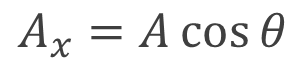 Aₓ = A cos θ